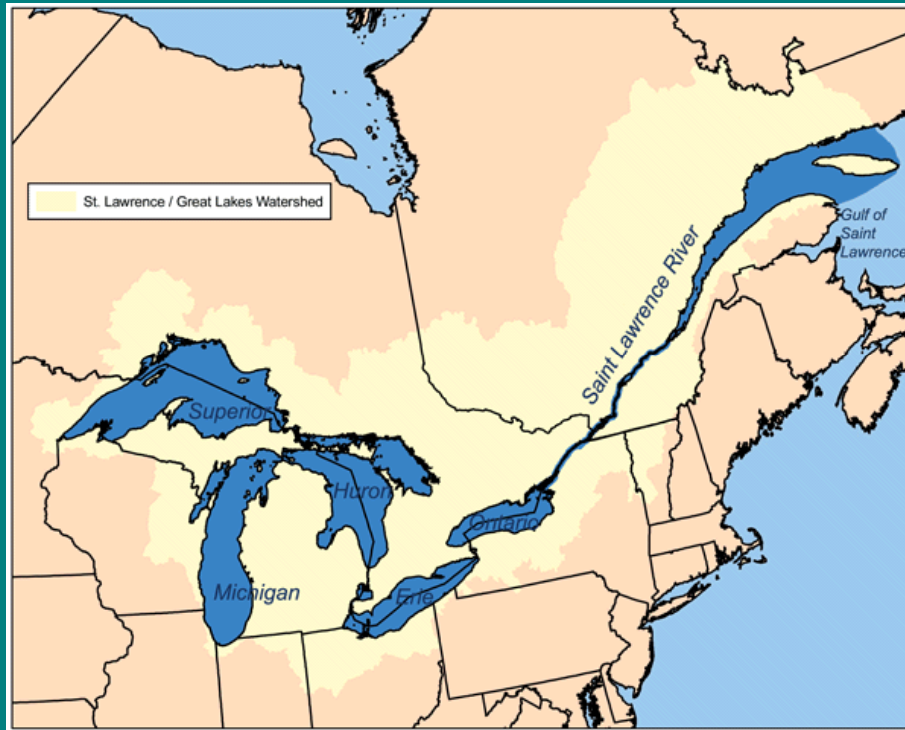 St. Lawrence / Great Lakes Watershed
Gulf of
Saint
Lawrence
Saint Lawrence River
Superior
Huron
Ontario
Michigan
Erie